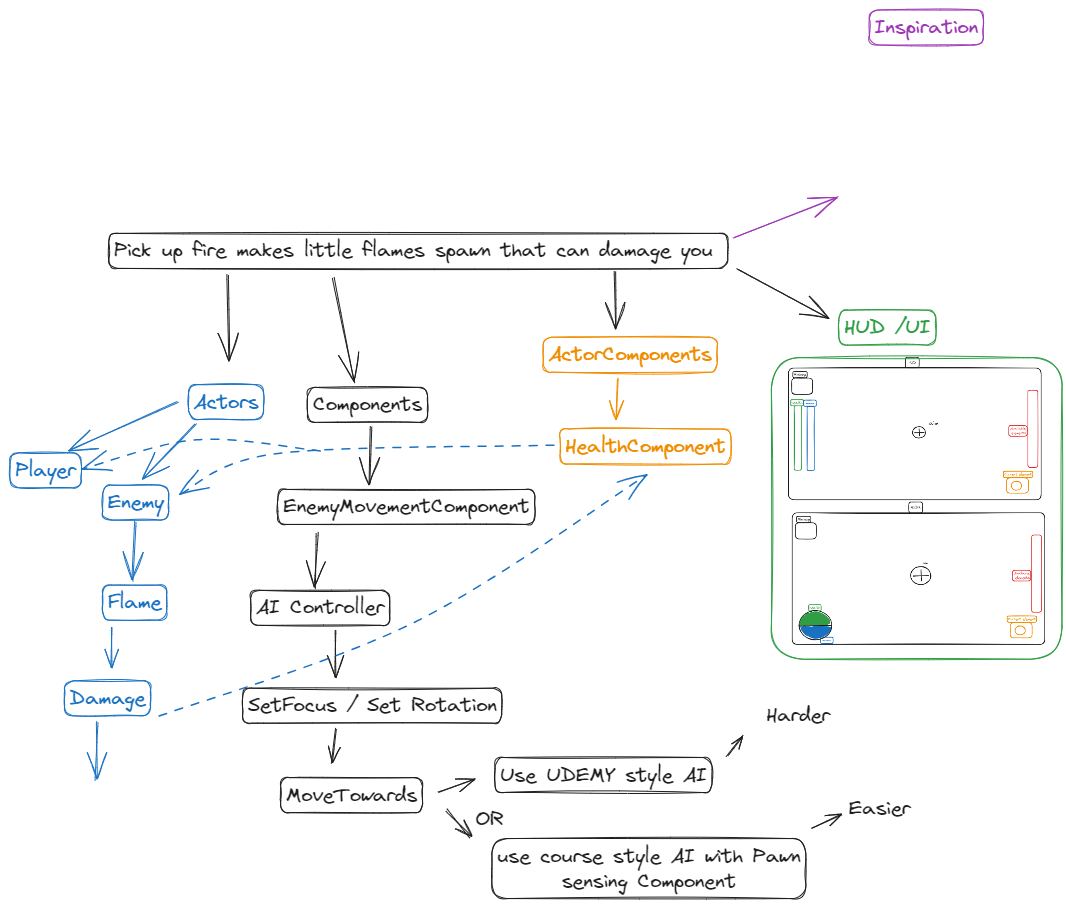 Inspiration
Pick up fire makes little flames spawn that can damage you
HUD /UI
ActorComponents
Actors
Components
HealthComponent
Player
Enemy
EnemyMovementComponent
Flame
AI Controller
Damage
SetFocus / Set Rotation
MoveTowards
Use UDEMY style AI
Harder
OR
Easier
use course style AI with Pawn
sensing Component